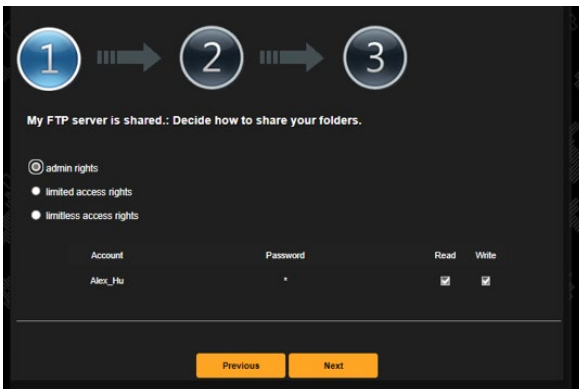 1 2 3
My FTP server is shared.: Decide how to share your folders.
admin rights
limited access rights
limitless access rights
Account Password Read Write
Alex_Hu *
Previous Next